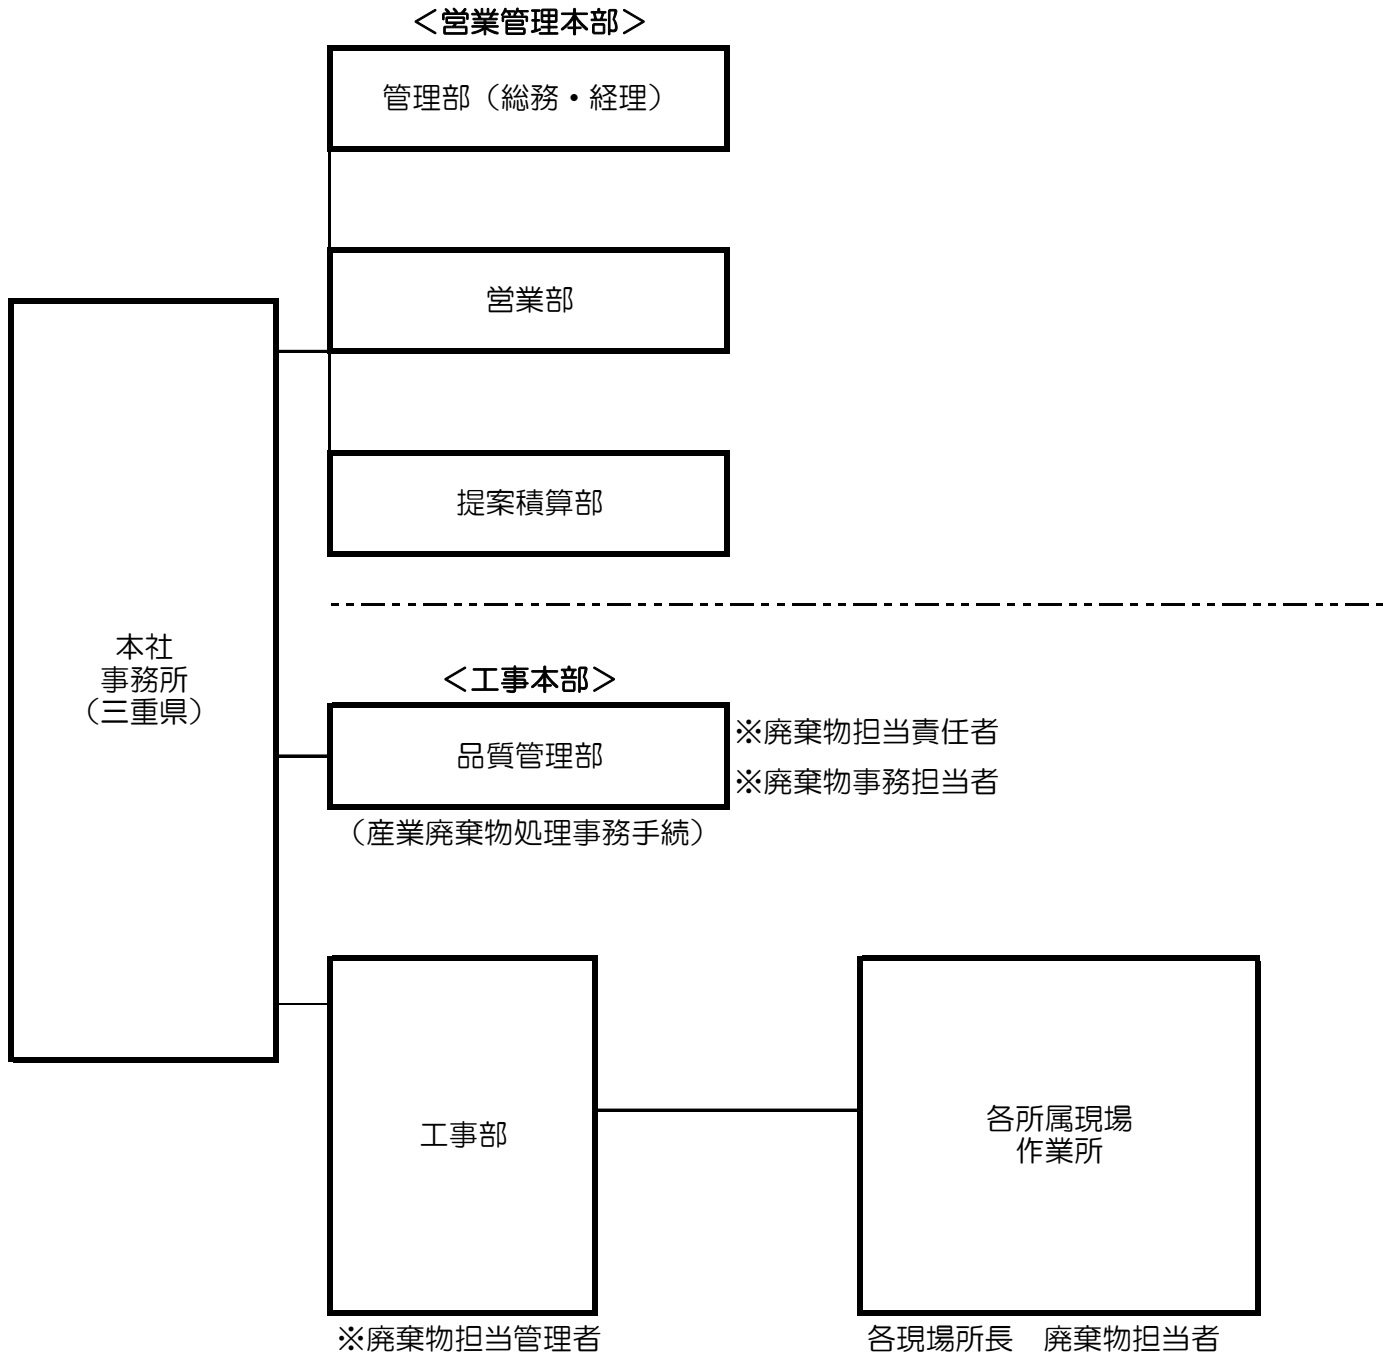 ＜営業管理本部＞
管理部（総務・経理）
営業部
提案積算部
本社
事務所
（三重県）
＜工事本部＞
品質管理部
※廃棄物担当責任者
※廃棄物事務担当者
（産業廃棄物処理事務手続）
工事部
各所属現場
作業所
※廃棄物担当管理者
各現場所長　廃棄物担当者